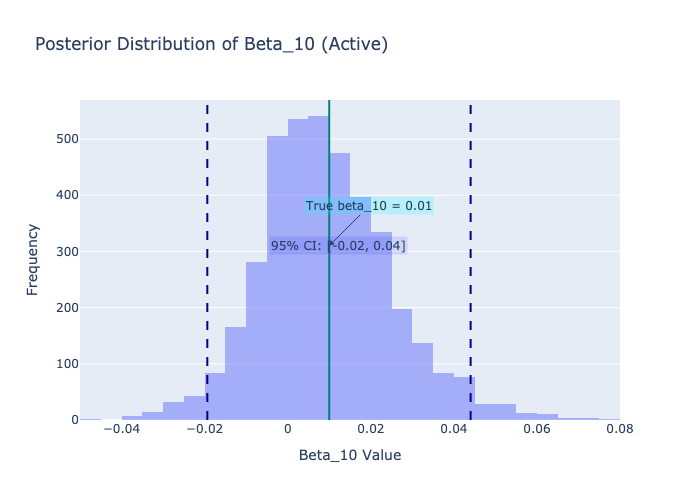 Posterior Distribution of Beta_10 (Active)
500
400
True beta_10 = 0.01
300
95% CI: [-0.02, 0.04]
Frequency
200
100
0
−0.04
−0.02
0
0.02
0.04
0.06
0.08
Beta_10 Value